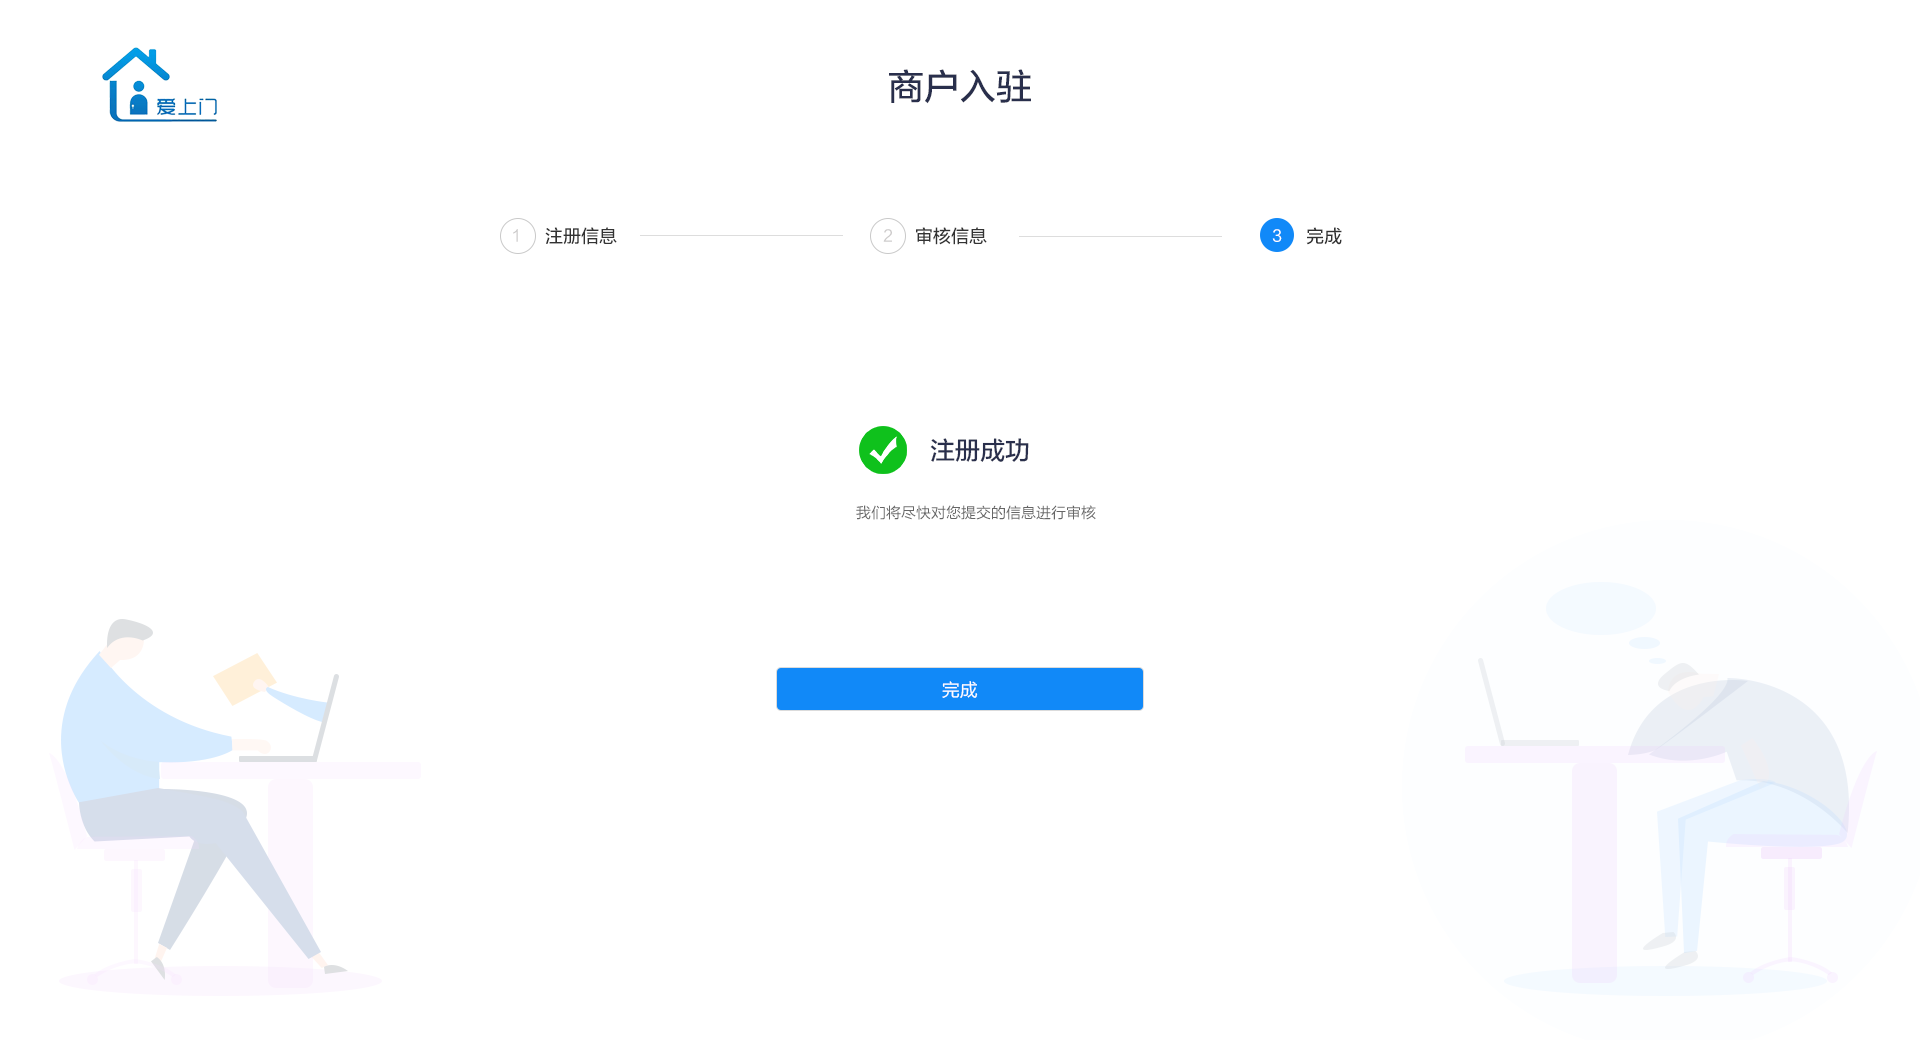 爱上门
商户入驻
1 注册信息
2 审核信息
3 完成
注册成功
我们将尽快对您提交的信息进行审核
完成